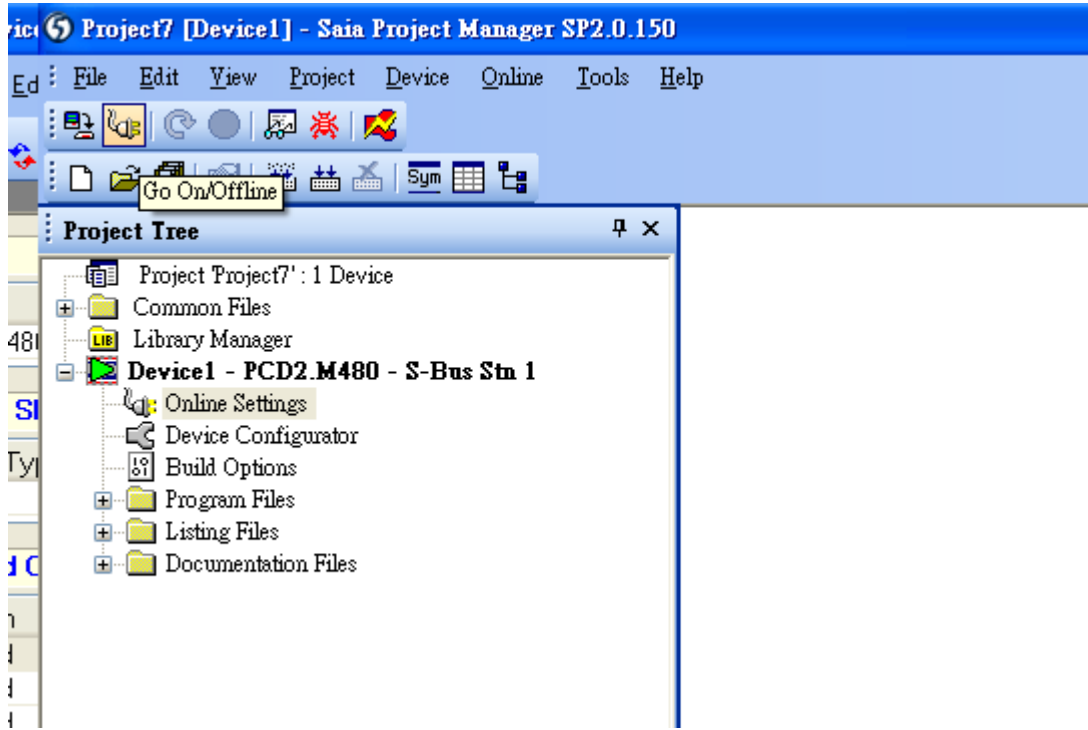 Project7 [Device1] - Saia Project Manager SP2.0.150
Ed
File Edit View Project Device Online Tools Help
Sym
Go On/Offline
Project Tree
Project 'Project7' : 1 Device
Common Files
LIB Library Manager
Device1 - PCD2.M480 - S-Bus Stn 1
Online Settings
Device Configurator
Build Options
Program Files
Listing Files
Documentation Files